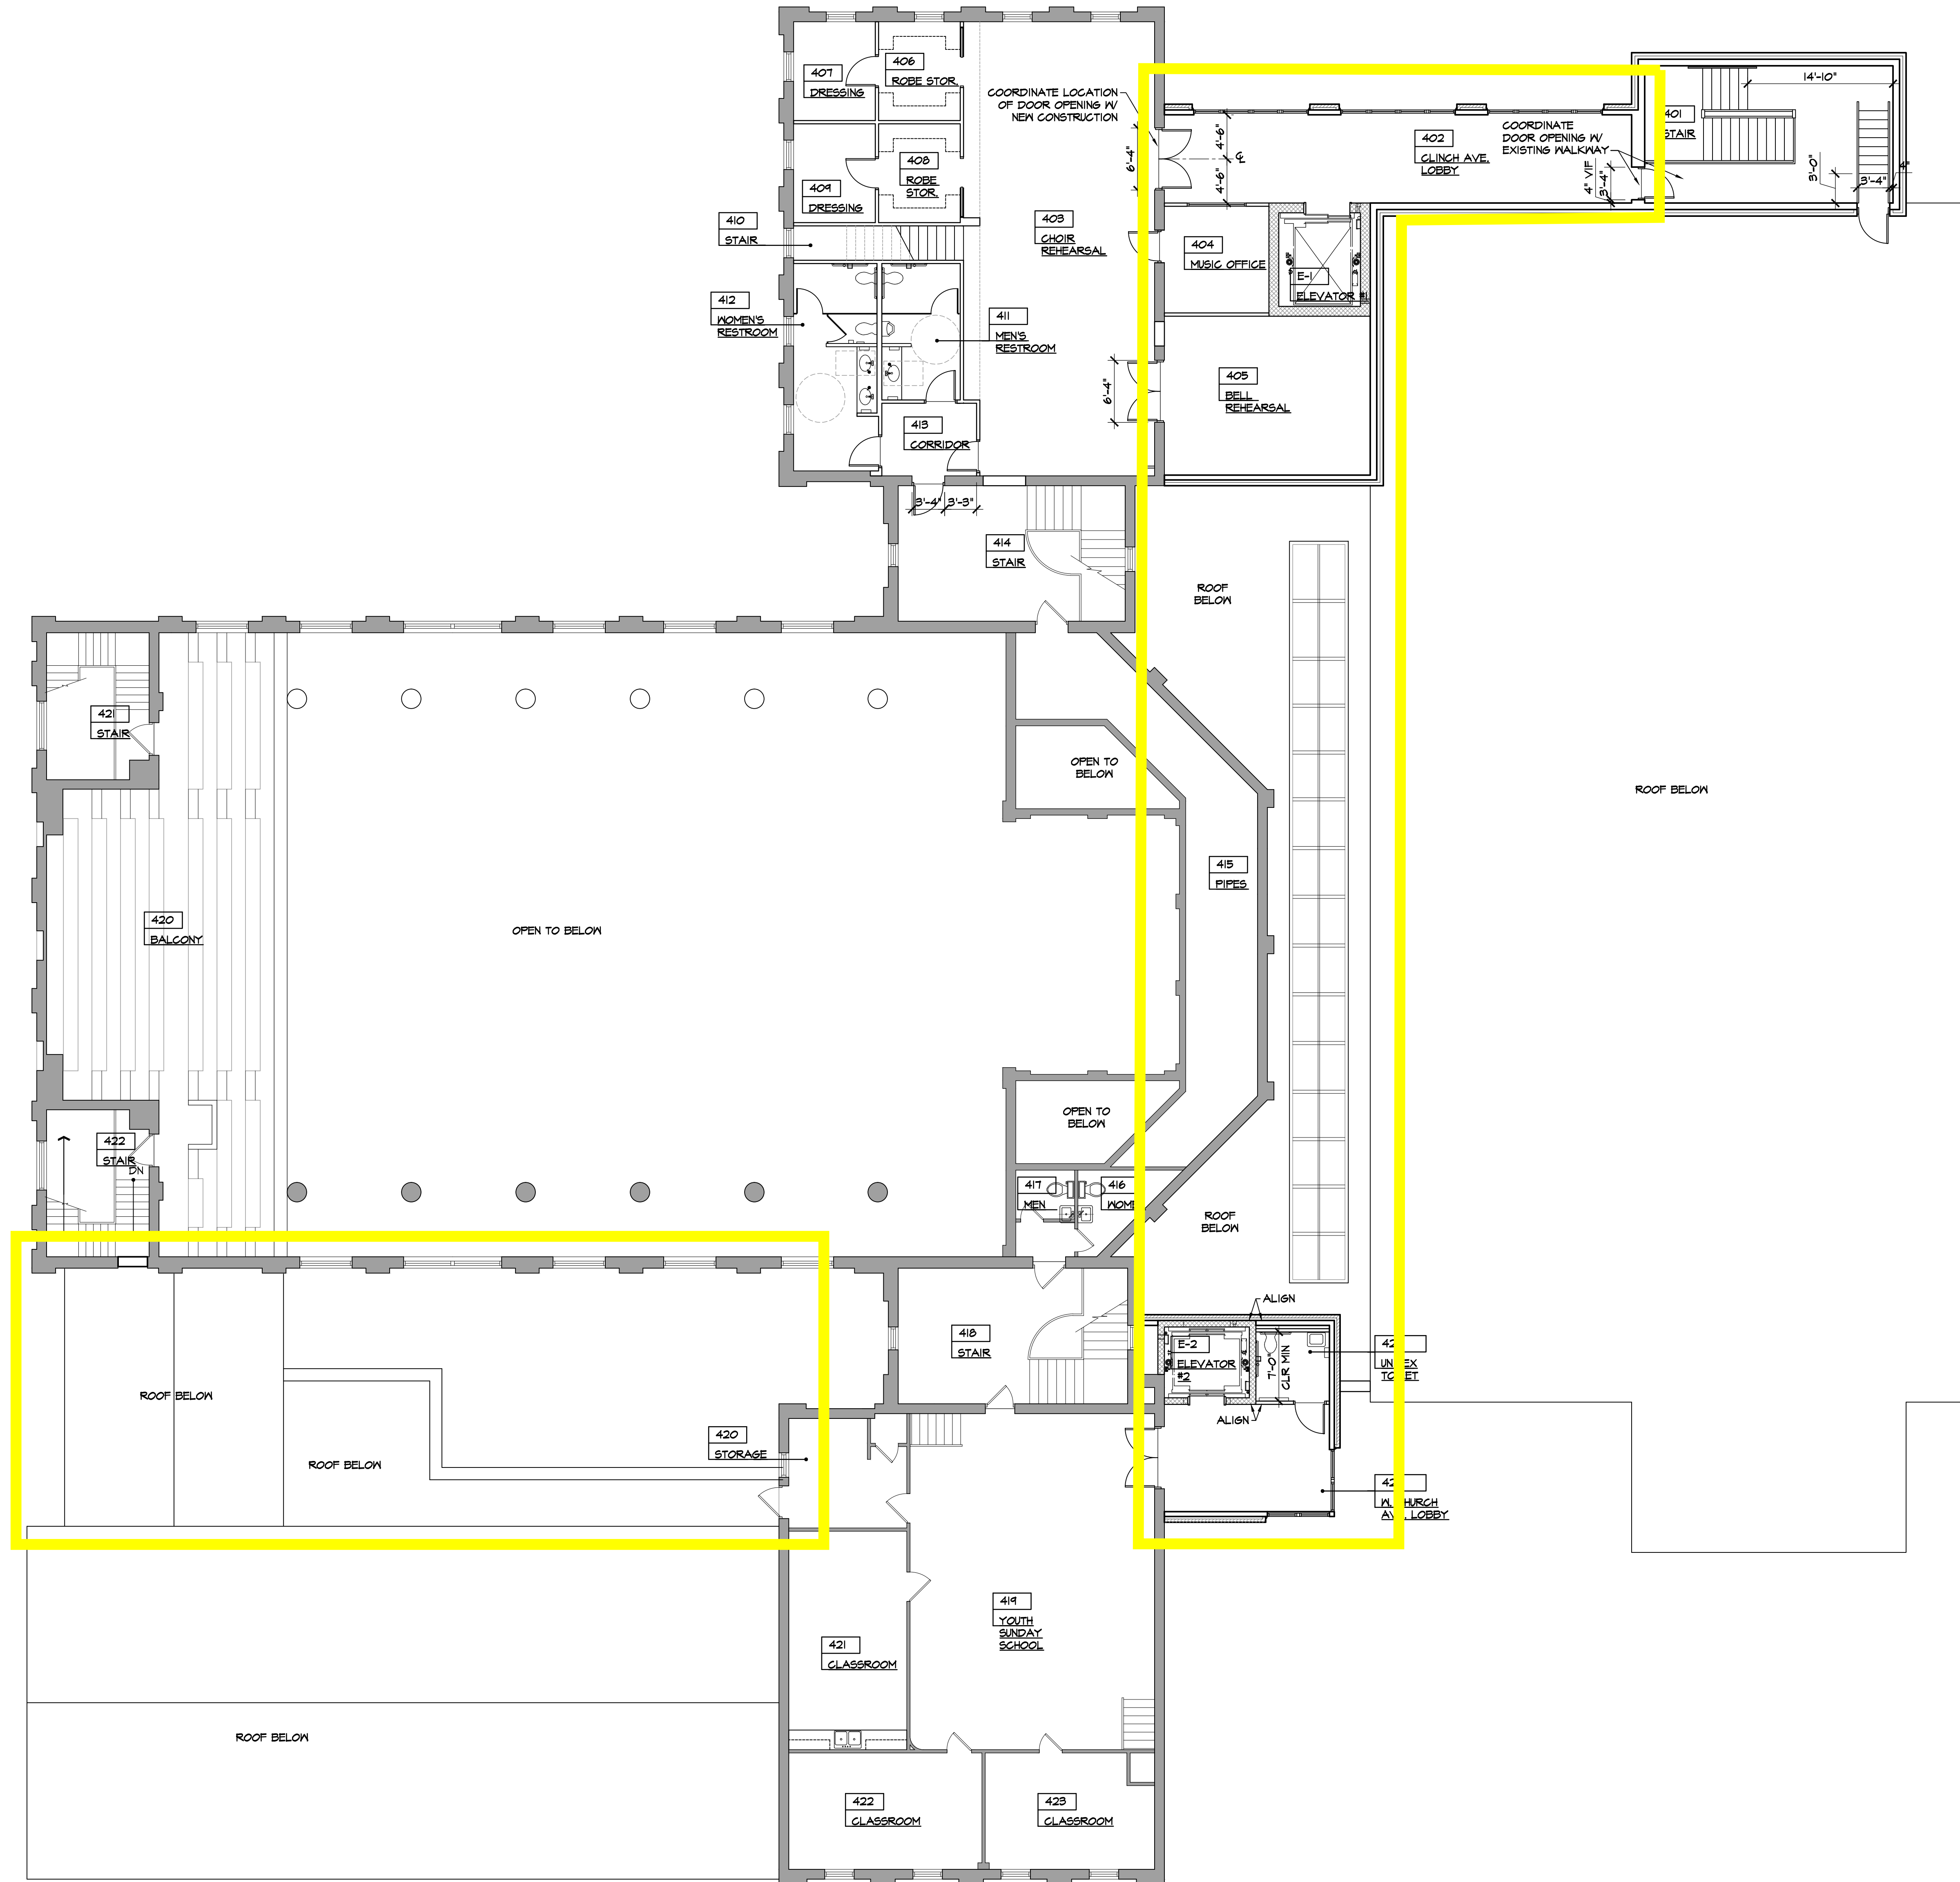 407
DRESSING
406
ROBE STOR.
COORDINATE LOCATION
OF DOOR OPENING W/
NEW CONSTRUCTION
6'-4"
4'-6"
4'-6"
402
CLINCH AVE.
LOBBY
COORDINATE
DOOR OPENING W/
EXISTING WALKWAY
401
STAIR
14'-10"
4" VIF
3'-4"
3'-0"
3'-4"
4"
408
ROBE
STOR.
409
DRESSING
410
STAIR
403
CHOIR
REHEARSAL
404
MUSIC OFFICE
E-1
ELEVATOR #1
412
WOMEN'S
RESTROOM
411
MEN'S
RESTROOM
6'-4"
405
BELL
REHEARSAL
413
CORRIDOR
3'-4"
3'-3"
414
STAIR
ROOF
BELOW
421
STAIR
OPEN TO
BELOW
ROOF BELOW
415
PIPES
420
BALCONY
OPEN TO BELOW
OPEN TO
BELOW
422
STAIR
DN
417
MEN
416
ROOF
BELOW
ALIGN
418
STAIR
E-2
ELEVATOR
#2
7'-0"
CLR MIN
ALIGN
ROOF BELOW
ROOF BELOW
420
STORAGE
W. CHURCH
LOBBY
419
YOUTH
SUNDAY
SCHOOL
421
CLASSROOM
ROOF BELOW
422
CLASSROOM
423
CLASSROOM